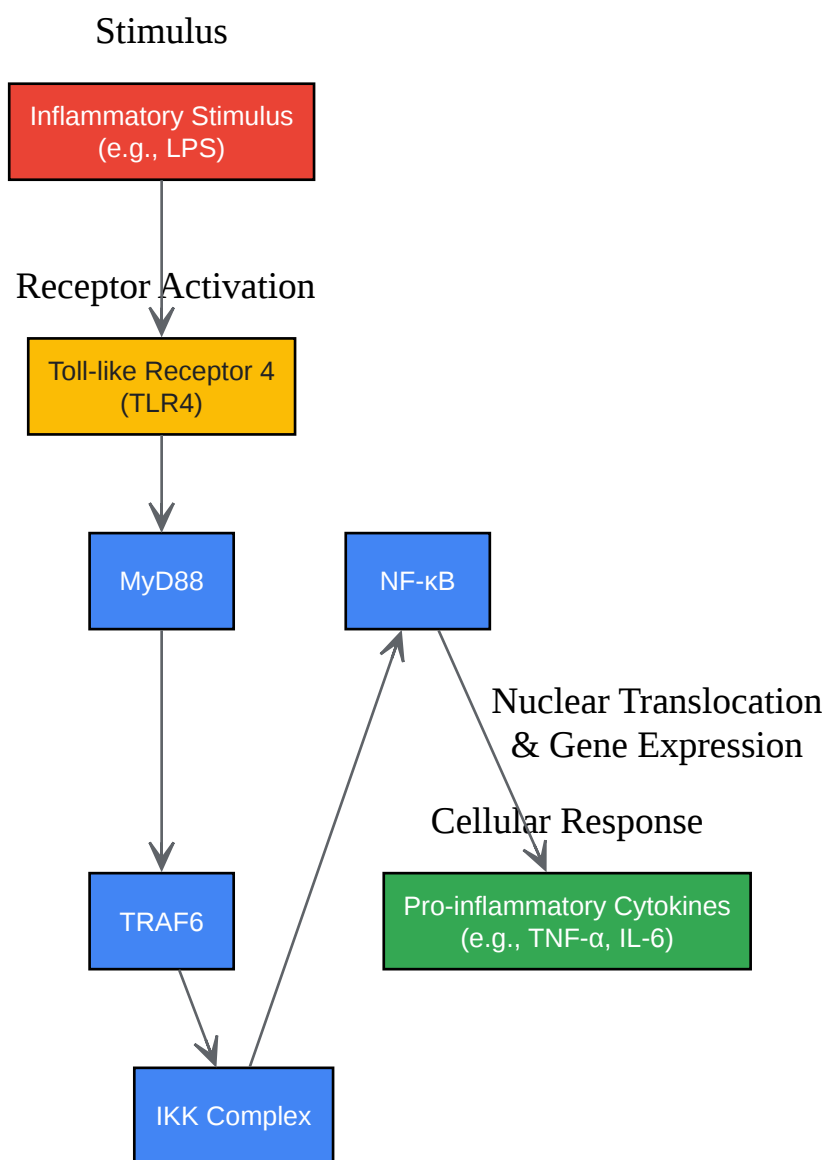 Stimulus
Inflammatory Stimulus
(e.g., LPS)
Receptor Activation
Toll-like Receptor 4
(TLR4)
MyD88
NF-κB
Nuclear Translocation
& Gene Expression
Cellular Response
TRAF6
Pro-inflammatory Cytokines
(e.g., TNF-α, IL-6)
IKK Complex